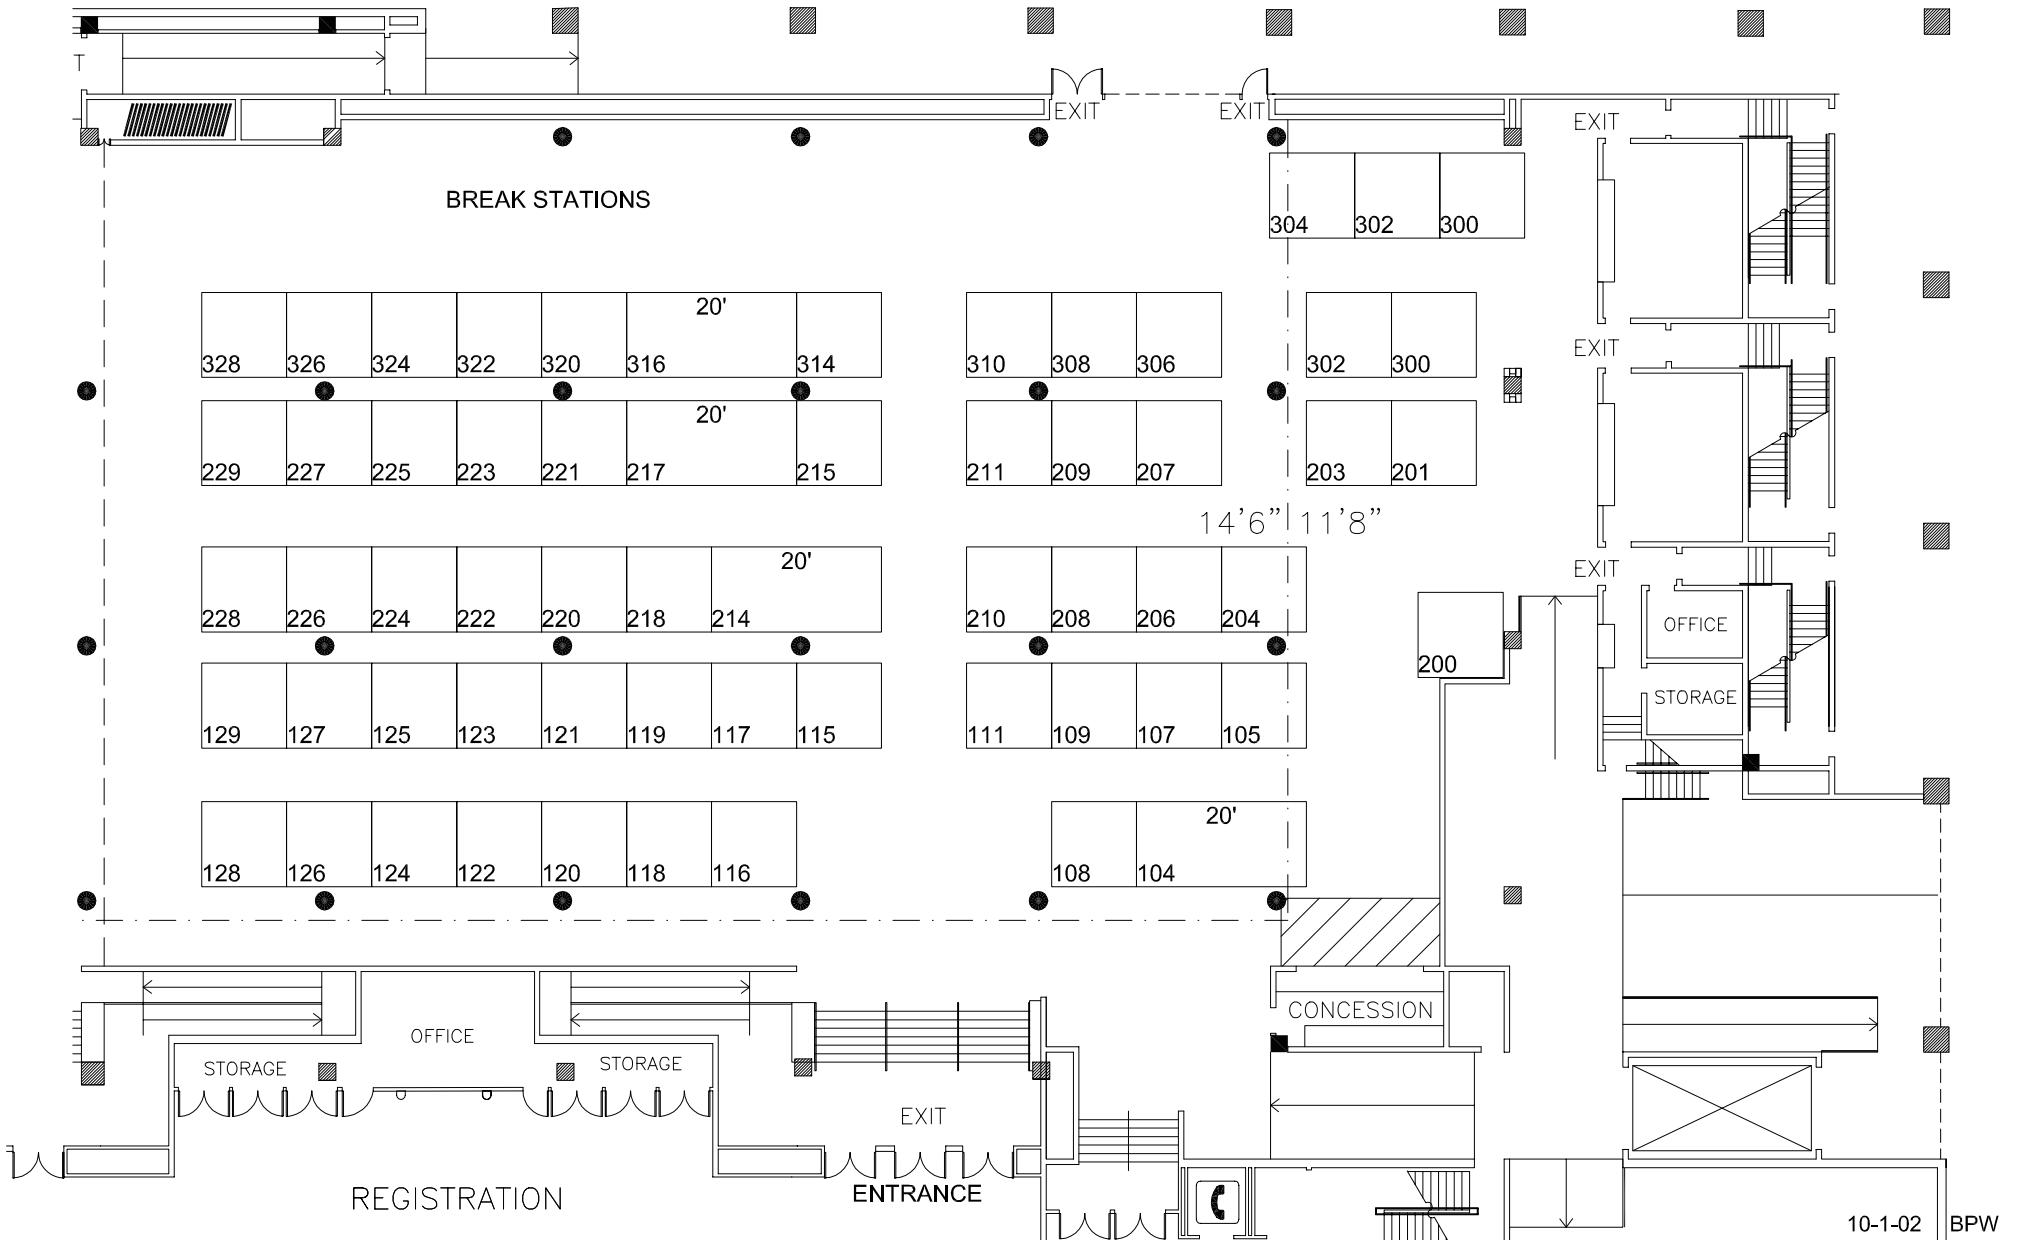 T
EXIT
EXIT
EXIT
BREAK STATIONS
304 302 300
20'
328 326 324 322 320 316 314 310 308 306 302 300
EXIT
20'
229 227 225 223 221 217 215 211 209 207 203 201
14'6" 11'8"
20'
EXIT
228 226 224 222 220 218 214 210 208 206 204
OFFICE
200
STORAGE
129 127 125 123 121 119 117 115 111 109 107 105
20'
128 126 124 122 120 118 116 108 104
CONCESSION
OFFICE
STORAGE
STORAGE
EXIT
REGISTRATION
ENTRANCE
10-1-02 BPW